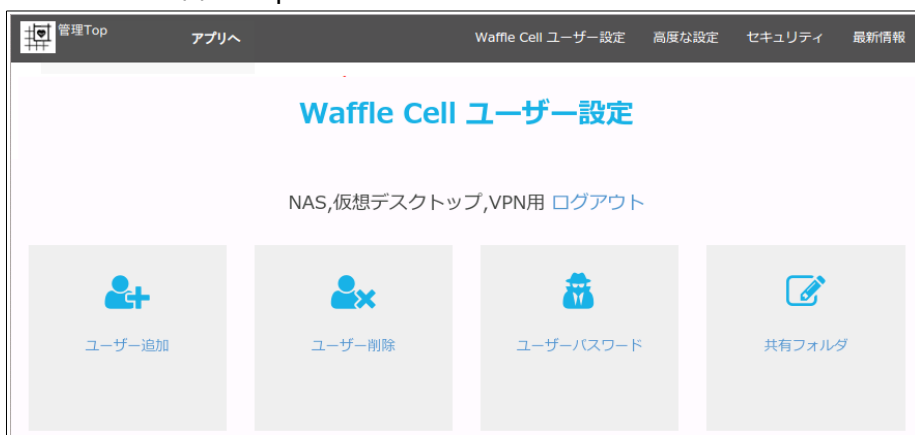 管理Top アプリへ Waffle Cell ユーザー設定 高度な設定 セキュリティ 最新情報
Waffle Cell ユーザー設定
NAS,仮想デスクトップ,VPN用 ログアウト
ユーザー追加 ユーザー削除 ユーザーパスワード 共有フォルダ